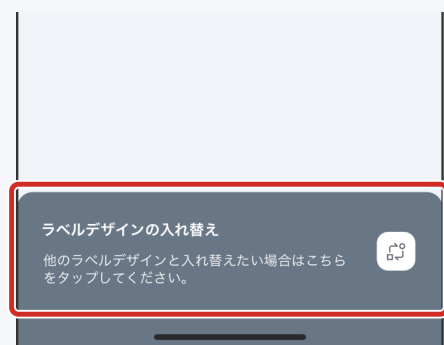 ラベルデザインの入れ替え
他のラベルデザインと入れ替えたい場合はこちら
をタップしてください。